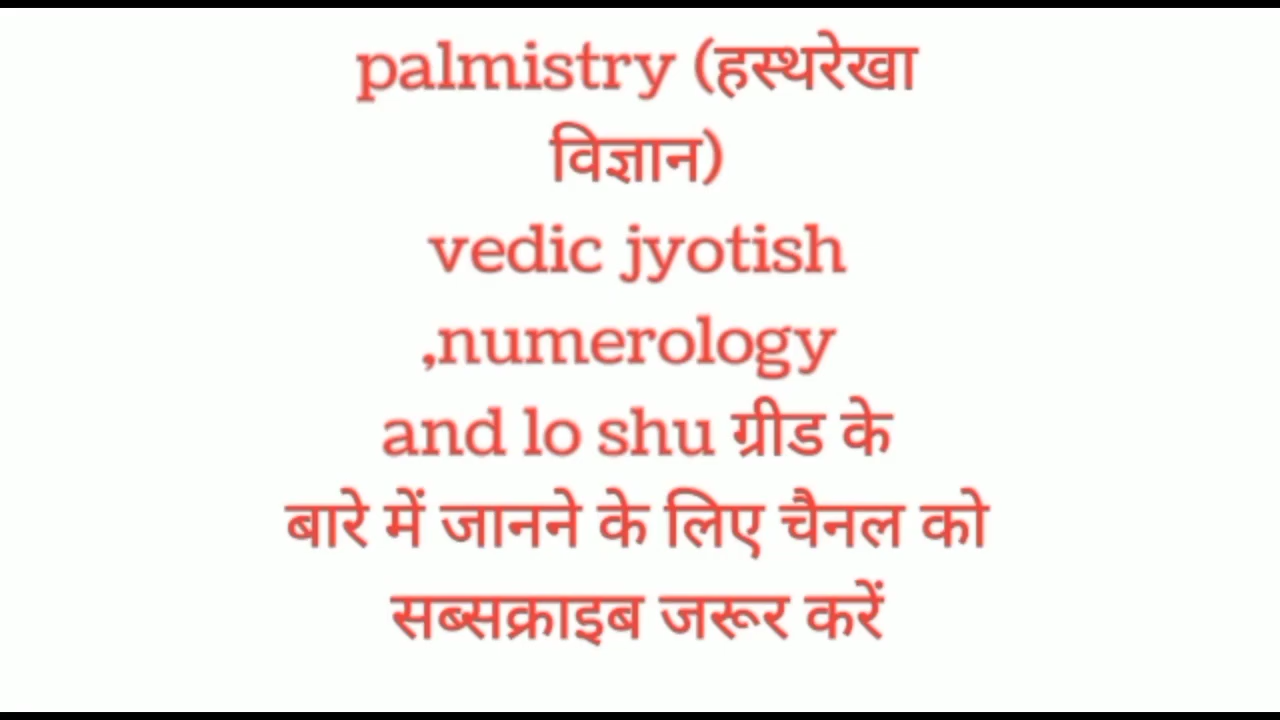 palmistry (हस्थरेखा
विज्ञान)
vedic jyotish
,numerology
and lo shu ग्रीड के
बारे में जानने के लिए चैनल को
सब्सक्राइब जरूर करें